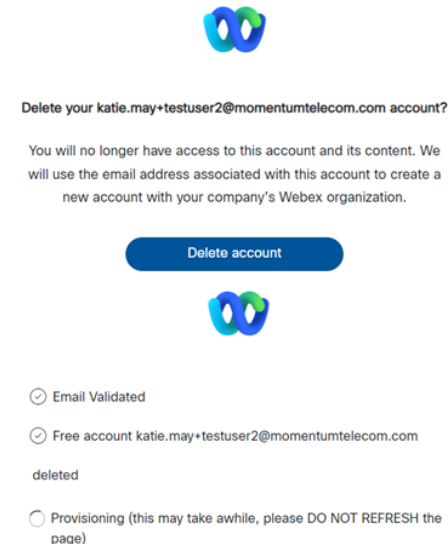 Delete your katie.may+testuser2@momentumtelecom.com account?
You will no longer have access to this account and its content. We
will use the email address associated with this account to create a
new account with your company's Webex organization.
Delete account
Email Validated
Free account katie.may+testuser2@momentumtelecom.com
deleted
Provisioning (this may take awhile, please DO NOT REFRESH the
page)